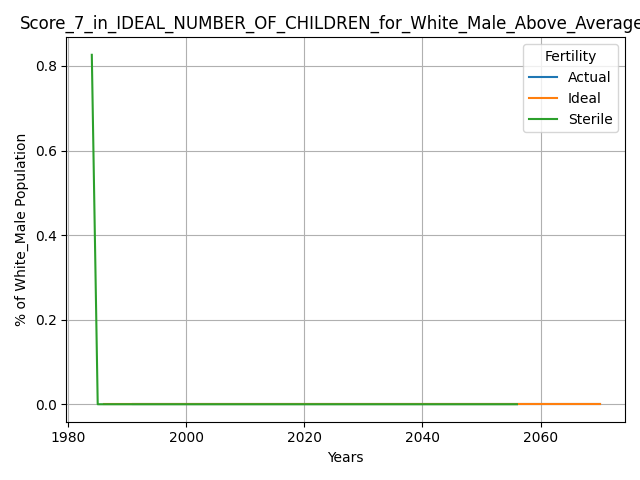 Score_7_in_IDEAL_NUMBER_OF_CHILDREN_for_White_Male_Above_Average
Fertility
Actual
Ideal
Sterile
% of White_Male Population
0.8
0.6
0.4
0.2
0.0
1980 2000 2020 2040 2060
Years